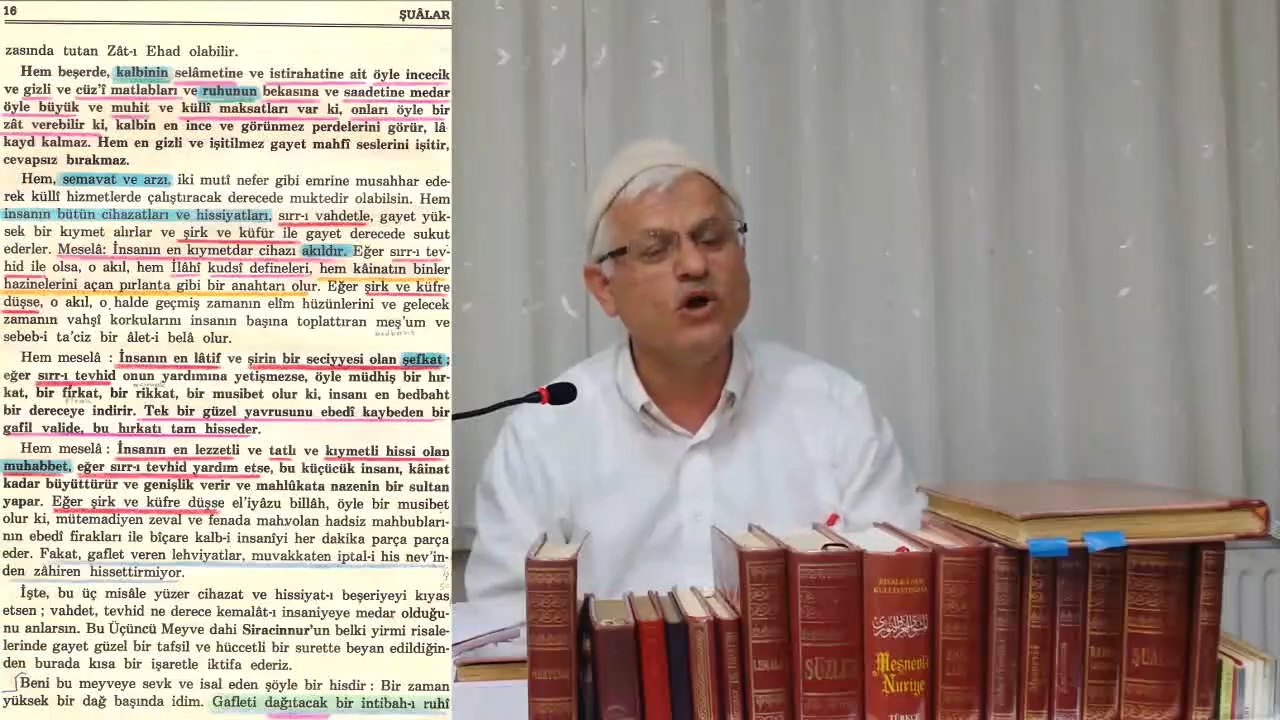 16
ŞUÂLAR
zasında tutan Zât-ı Ehad olabilir.
Hem beşerde, kalbinin selâmetine ve istirahatine ait öyle incecik
ve gizli ve cüz'î matlabları ve ruhunun bekasına ve saadetine medar
öyle büyük ve muhit ve küllî maksatları var ki, onları öyle bir
zât verebilir ki, kalbin en ince ve görünmez perdelerini görür, lâ
kayd kalmaz. Hem en gizli ve işitilmez gayet mahfî seslerini işitir,
cevapsız bırakmaz.
Hem, semavat ve arzı, iki mutî nefer gibi emrine musahhar ede-
rek küllî hizmetlerde çalıştıracak derecede muktedir olabilsin. Hem
insanın bütün cihazatları ve hissiyatları, sırr-ı vahdetle, gayet yük-
sek bir kıymet alırlar ve şirk ve küfür ile gayet derecede sukut
ederler. Meselâ: İnsanın en kıymetdar cihazı akıldır. Eğer sırr-ı tev-
hid ile olsa, o akıl, hem İlâhî kudsî defineleri, hem kâinatın binler
hazinelerini açan pırlanta gibi bir anahtarı olur. Eğer şirk ve küfre
düşse, o akıl, o halde geçmiş zamanın elîm hüzünlerini ve gelecek
zamanın vahşî korkularını insanın başına toplattıran meş'um ve
sebeb-i ta'ciz bir âlet-i belâ olur.
Hem meselâ : İnsanın en lâtif ve şirin bir seciyyesi olan şefkat ;
eğer sırr-ı tevhid onun yardımına yetişmezse, öyle müdhiş bir hır-
kat, bir firkat, bir rikkat, bir musibet olur ki, insanı en bedbaht
bir dereceye indirir. Tek bir güzel yavrusunu ebedî kaybeden bir
gafil valide, bu hırkatı tam hisseder.
Hem meselâ : İnsanın en lezzetli ve tatlı ve kıymetli hissi olan
muhabbet, eğer sırr-ı tevhid yardım etse, bu küçücük insanı, kâinat
kadar büyüttürür ve genişlik verir ve mahlûkata nazenin bir sultan
yapar. Eğer şirk ve küfre düşse el'iyâzu billâh, öyle bir musibet
olur ki, mütemadiyen zeval ve fenada mahvolan hadsiz mahbubları-
nın ebedî firakları ile bîçare kalb-i insanîyi her dakika parça parça
eder. Fakat, gaflet veren lehviyatlar, muvakkaten iptal-i his nev'in-
den zâhiren hissettirmiyor.
İşte, bu üç misâle yüzer cihazat ve hissiyat-ı beşeriyeyi kıyas
etsen ; vahdet, tevhid ne derece kemalât-ı insaniyeye medar olduğu-
nu anlarsın. Bu Üçüncü Meyve dahi Siracinnur'un belki yirmi risale-
lerinde gayet güzel bir tafsil ve hüccetli bir surette beyan edildiğin-
den burada kısa bir işaretle iktifa ederiz.
Beni bu meyveye sevk ve isal eden şöyle bir hisdir : Bir zaman
yüksek bir dağ başında idim. Gafleti dağıtacak bir intibah-ı ruhî
SÖZLER
Mesnevî-i
Nuriye
TÜRKÇE